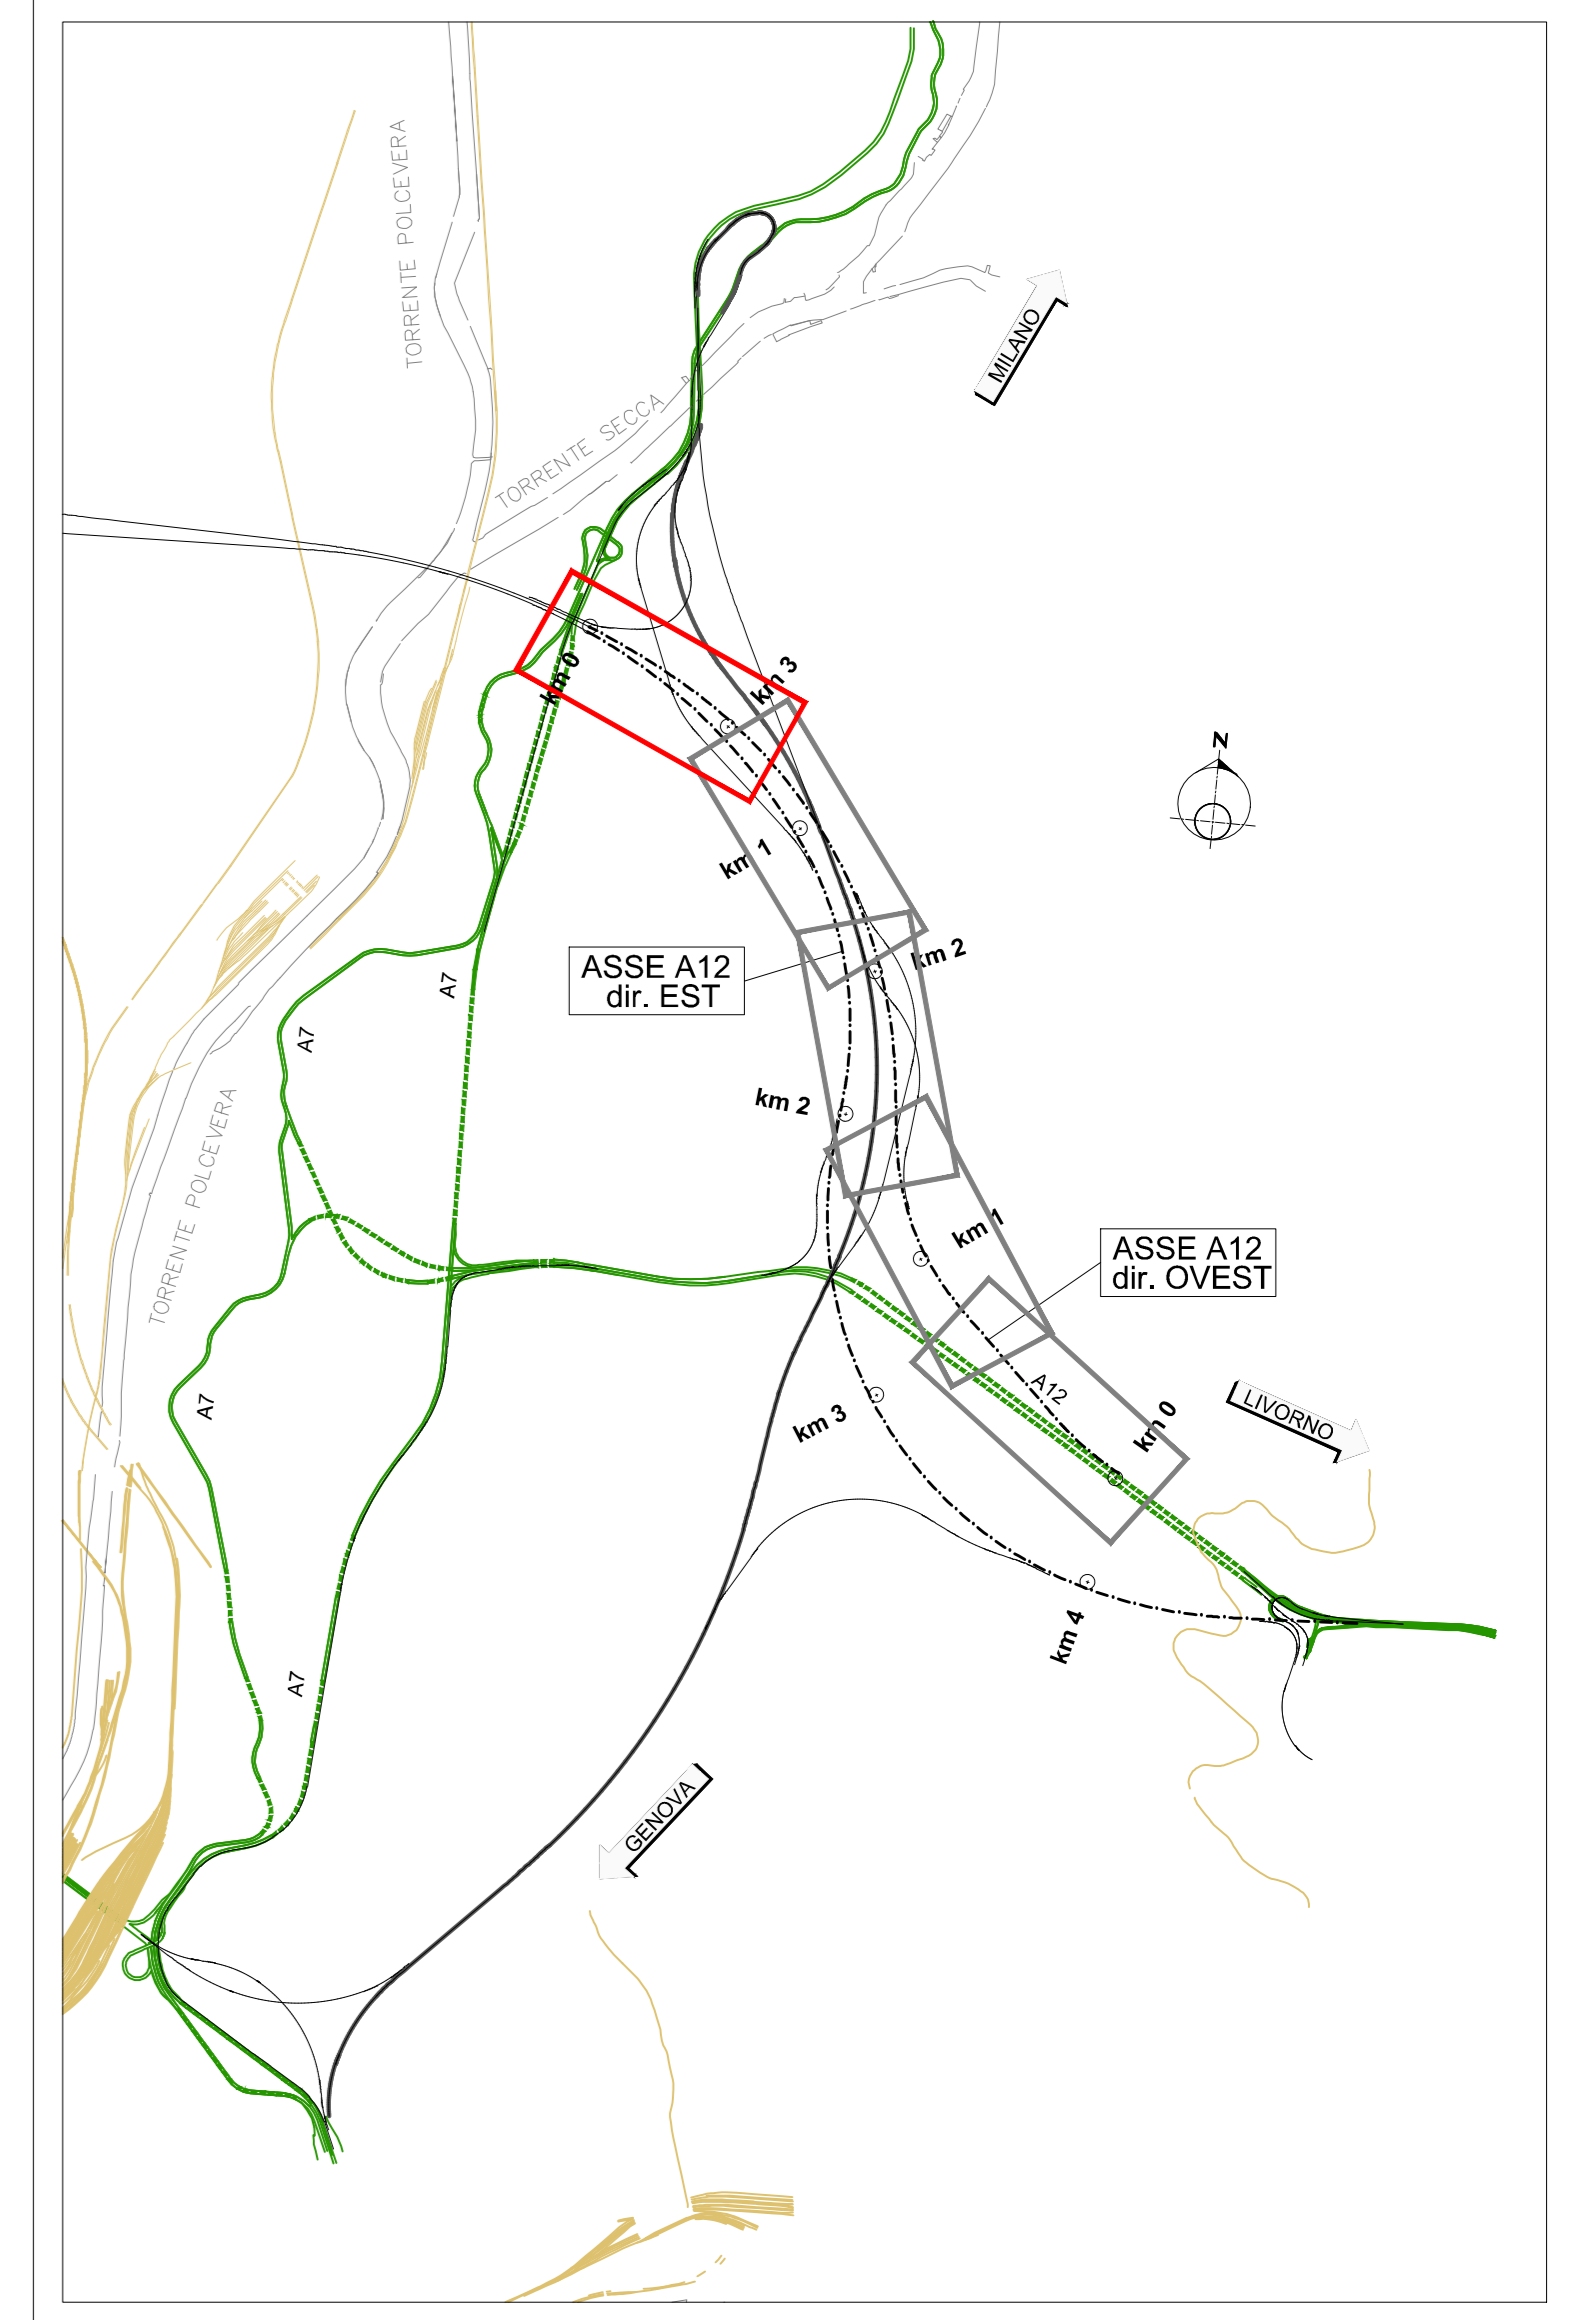 TORRENTE POLCEVERA
MILANO
TORRENTE SECCA
km 0
km 3
N
km 1
km 2
ASSE A12
dir. EST
A7
A7
km 2
TORRENTE POLCEVERA
km 1
ASSE A12
dir. OVEST
A12
km 0
LIVORNO
A7
km 3
km 4
A7
GENOVA